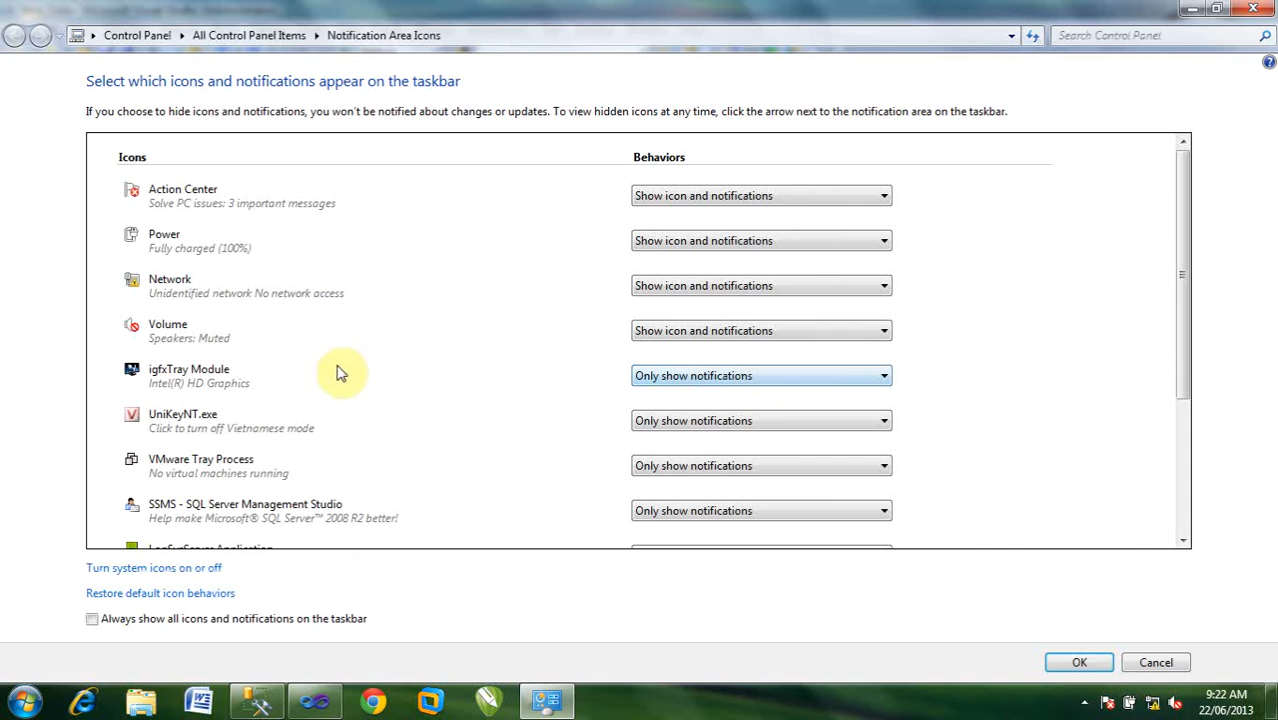 Control Panel
All Control Panel Items
Notification Area Icons
Search Control Panel
Select which icons and notifications appear on the taskbar
If you choose to hide icons and notifications, you won't be notified about changes or updates. To view hidden icons at any time, click the arrow next to the notification area on the taskbar.
Icons
Behaviors
Action Center
Solve PC issues: 3 important messages
Show icon and notifications
Power
Fully charged (100%)
Show icon and notifications
Network
Unidentified network No network access
Show icon and notifications
Volume
Speakers: Muted
Show icon and notifications
igfxTray Module
Intel(R) HD Graphics
Only show notifications
UniKeyNT.exe
Click to turn off Vietnamese mode
Only show notifications
VMware Tray Process
No virtual machines running
Only show notifications
SSMS - SQL Server Management Studio
Help make Microsoft® SQL Server™ 2008 R2 better!
Only show notifications
Turn system icons on or off
Restore default icon behaviors
Always show all icons and notifications on the taskbar
OK
Cancel
9:22 AM
22/06/2013